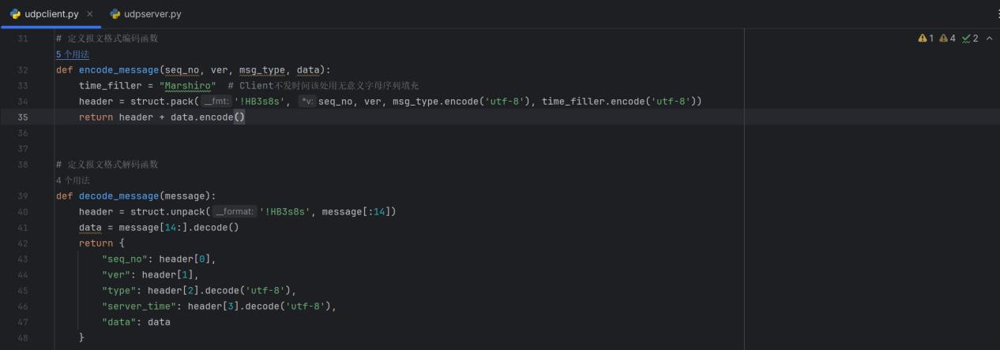 udpclient.py × udpserver.py
31 # 定义报文格式编码函数 1 4 2
5 个用法
32 def encode_message(seq_no, ver, msg_type, data):
33     time_filler = "Marshiro"  # Client不发时间该处用无意义字母序列填充
34     header = struct.pack( __fmt: '!HB3s8s', *v: seq_no, ver, msg_type.encode('utf-8'), time_filler.encode('utf-8'))
35     return header + data.encode()
36
37
38 # 定义报文格式解码函数
4 个用法
39 def decode_message(message):
40     header = struct.unpack( __format: '!HB3s8s', message[:14])
41     data = message[14:].decode()
42     return {
43         "seq_no": header[0],
44         "ver": header[1],
45         "type": header[2].decode('utf-8'),
46         "server_time": header[3].decode('utf-8'),
47         "data": data
48     }